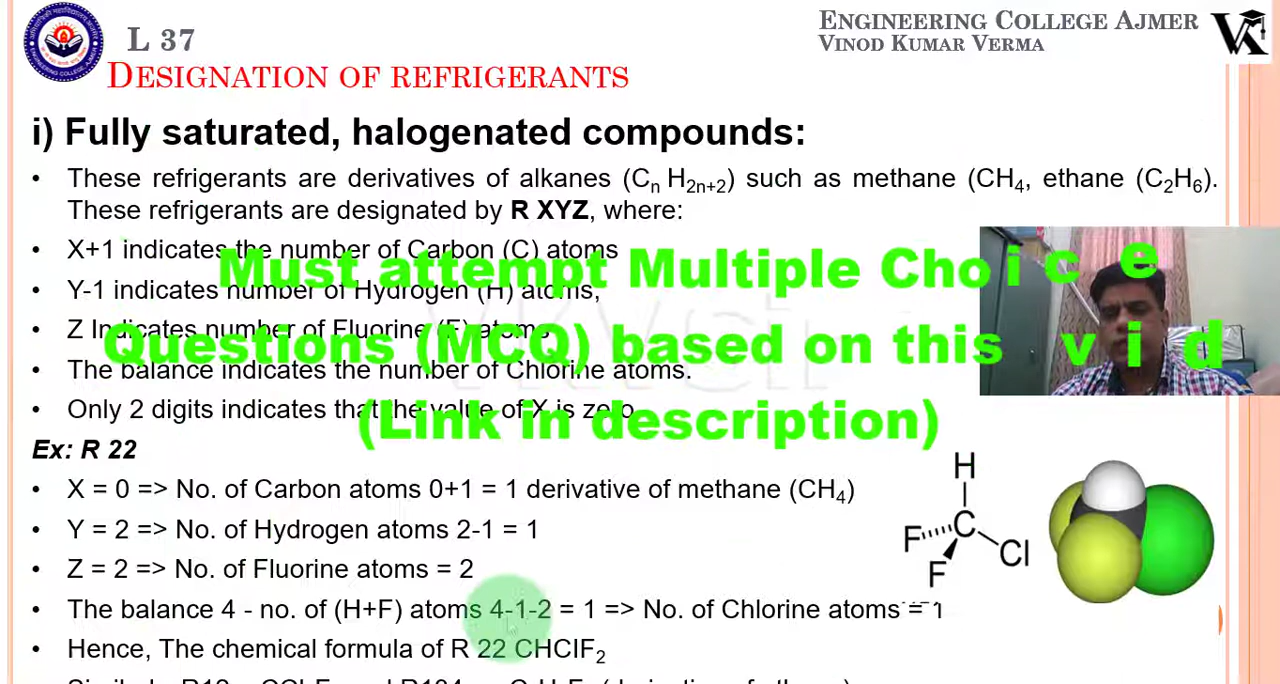 L 37
ENGINEERING COLLEGE AJMER
VINOD KUMAR VERMA
VK
DESIGNATION OF REFRIGERANTS
i) Fully saturated, halogenated compounds:
• These refrigerants are derivatives of alkanes (Cn H2n+2) such as methane (CH4, ethane (C2H6).
These refrigerants are designated by R XYZ, where:
• X+1 indicates the number of Carbon (C) atoms
Must attempt Multiple Choice
• Y-1 indicates number of Hydrogen (H) atoms,
• Z Indicates number of Fluorine (F) atoms
Questions (MCQ) based on this vid
• The balance indicates the number of Chlorine atoms.
• Only 2 digits indicates that the value of X is zero
(Link in description)
Ex: R 22
• X = 0 => No. of Carbon atoms 0+1 = 1 derivative of methane (CH4)
• Y = 2 => No. of Hydrogen atoms 2-1 = 1
• Z = 2 => No. of Fluorine atoms = 2
• The balance 4 - no. of (H+F) atoms 4-1-2 = 1 => No. of Chlorine atoms = 1
• Hence, The chemical formula of R 22 CHClF2
H
C
F
F
Cl